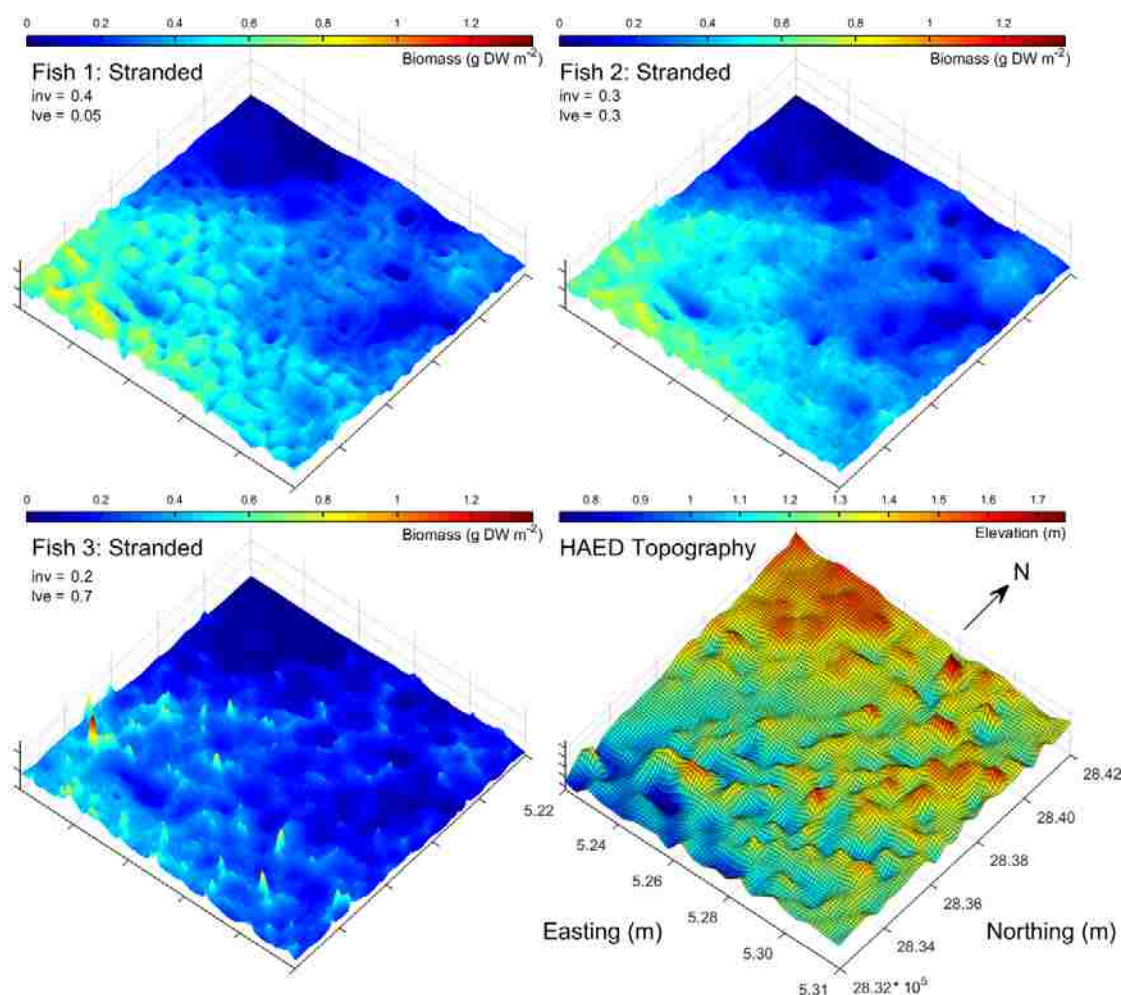 0 0.2 0.4 0.6 0.8 1 1.2
Biomass (g DW m-2)
Fish 1: Stranded
inv = 0.4
lve = 0.05
0 0.2 0.4 0.6 0.8 1 1.2
Biomass (g DW m-2)
Fish 2: Stranded
inv = 0.3
lve = 0.3
0 0.2 0.4 0.6 0.8 1 1.2
Biomass (g DW m-2)
Fish 3: Stranded
inv = 0.2
lve = 0.7
0.8 0.9 1 1.1 1.2 1.3 1.4 1.5 1.6 1.7
Elevation (m)
HAED Topography
N
5.22
5.24
5.26
5.28
5.30
5.31
Easting (m)
28.42
28.40
28.38
28.36
28.34
28.32* 10⁵
Northing (m)